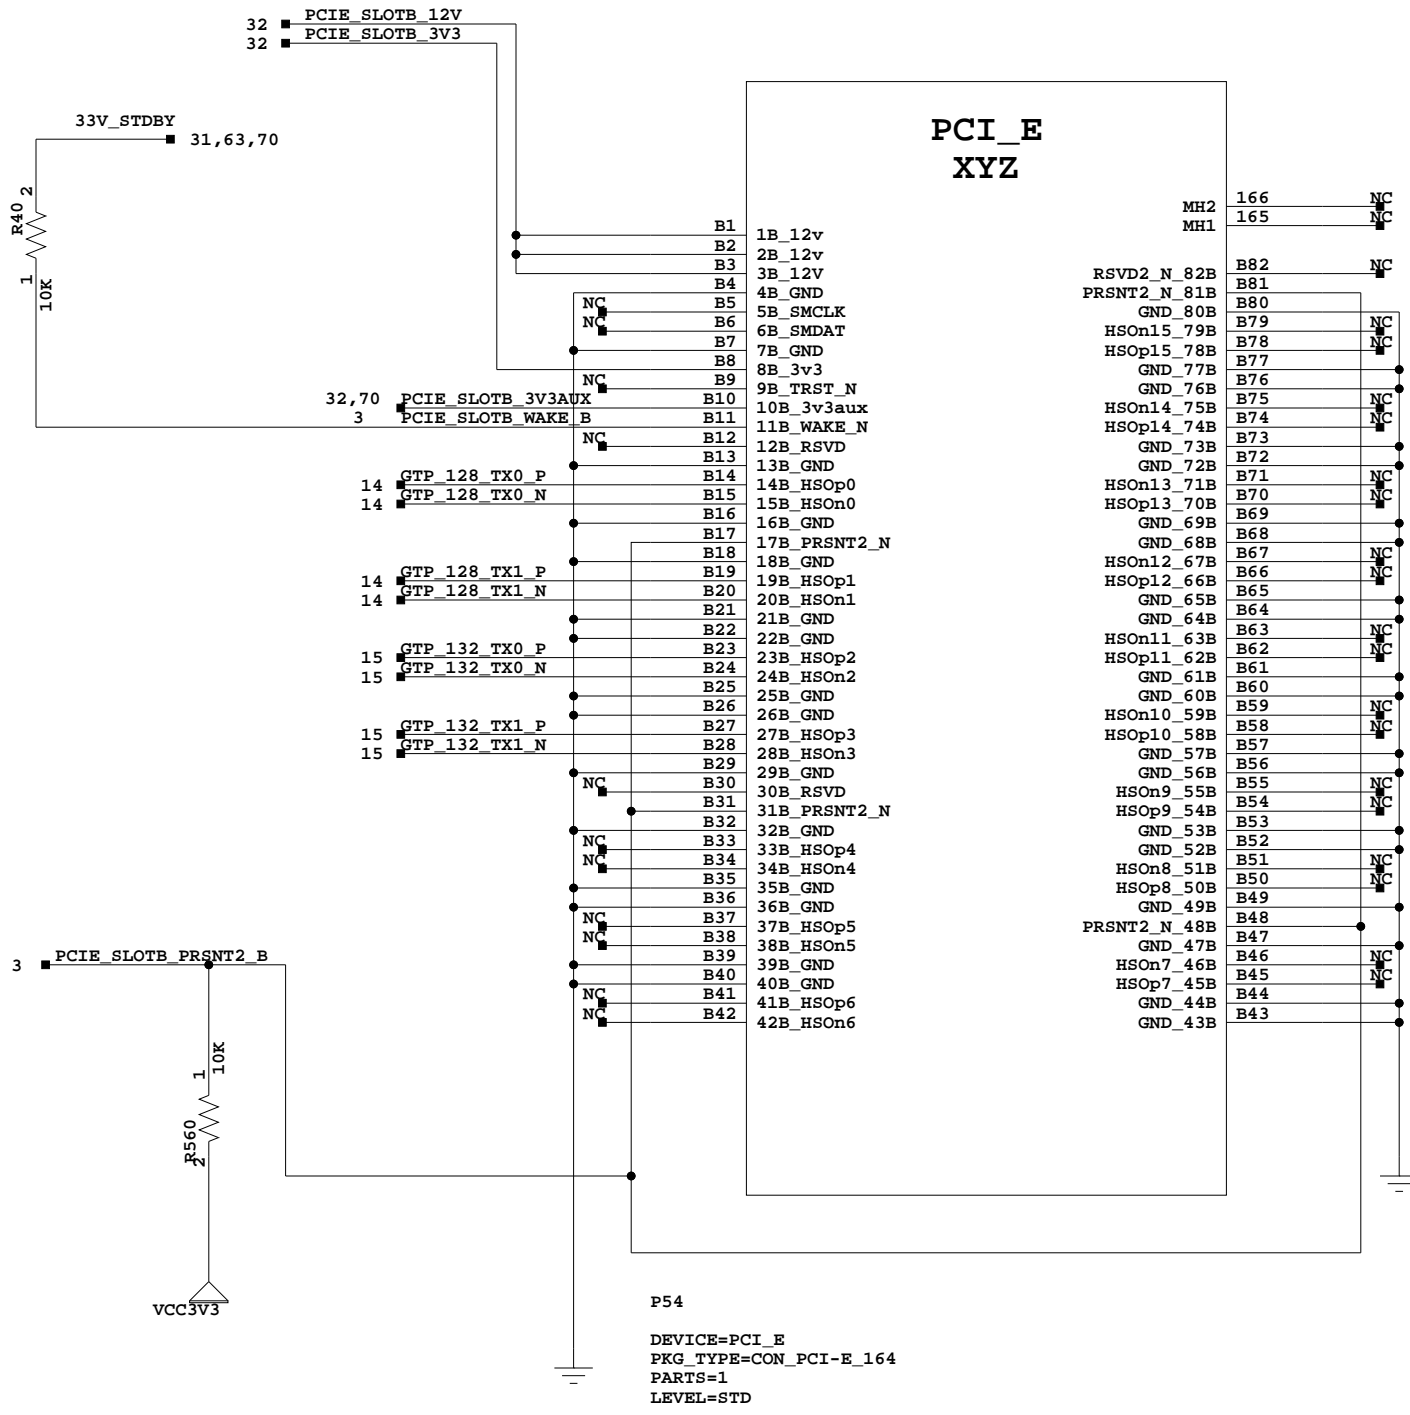 32 PCIE_SLOTB_12V
32 PCIE_SLOTB_3V3
33V_STDBY
31,63,70
R40
2
1
10K
PCI_E
XYZ
B1 1B_12v
B2 2B_12v
B3 3B_12V
B4 4B_GND
NC B5 5B_SMCLK
NC B6 6B_SMDAT
B7 7B_GND
B8 8B_3v3
NC B9 9B_TRST_N
32,70 PCIE_SLOTB_3V3AUX B10 10B_3v3aux
3 PCIE_SLOTB_WAKE_B B11 11B_WAKE_N
NC B12 12B_RSVD
B13 13B_GND
14 GTP_128_TX0_P B14 14B_HSOp0
14 GTP_128_TX0_N B15 15B_HSOn0
B16 16B_GND
B17 17B_PRSNT2_N
B18 18B_GND
14 GTP_128_TX1_P B19 19B_HSOp1
14 GTP_128_TX1_N B20 20B_HSOn1
B21 21B_GND
B22 22B_GND
15 GTP_132_TX0_P B23 23B_HSOp2
15 GTP_132_TX0_N B24 24B_HSOn2
B25 25B_GND
B26 26B_GND
15 GTP_132_TX1_P B27 27B_HSOp3
15 GTP_132_TX1_N B28 28B_HSOn3
B29 29B_GND
NC B30 30B_RSVD
B31 31B_PRSNT2_N
B32 32B_GND
NC B33 33B_HSOp4
NC B34 34B_HSOn4
B35 35B_GND
B36 36B_GND
NC B37 37B_HSOp5
NC B38 38B_HSOn5
B39 39B_GND
B40 40B_GND
NC B41 41B_HSOp6
NC B42 42B_HSOn6
MH2 166 NC
MH1 165 NC
RSVD2_N_82B B82 NC
PRSNT2_N_81B B81
GND_80B B80
HSOn15_79B B79 NC
HSOp15_78B B78 NC
GND_77B B77
GND_76B B76
HSOn14_75B B75 NC
HSOp14_74B B74 NC
GND_73B B73
GND_72B B72
HSOn13_71B B71 NC
HSOp13_70B B70 NC
GND_69B B69
GND_68B B68
HSOn12_67B B67 NC
HSOp12_66B B66 NC
GND_65B B65
GND_64B B64
HSOn11_63B B63 NC
HSOp11_62B B62 NC
GND_61B B61
GND_60B B60
HSOn10_59B B59 NC
HSOp10_58B B58 NC
GND_57B B57
GND_56B B56
HSOn9_55B B55 NC
HSOp9_54B B54 NC
GND_53B B53
GND_52B B52
HSOn8_51B B51 NC
HSOp8_50B B50 NC
GND_49B B49
PRSNT2_N_48B B48
GND_47B B47
HSOn7_46B B46 NC
HSOp7_45B B45 NC
GND_44B B44
GND_43B B43
3 PCIE_SLOTB_PRSNT2_B
1
10K
R560
2
VCC3V3
P54
DEVICE=PCI_E
PKG_TYPE=CON_PCI-E_164
PARTS=1
LEVEL=STD